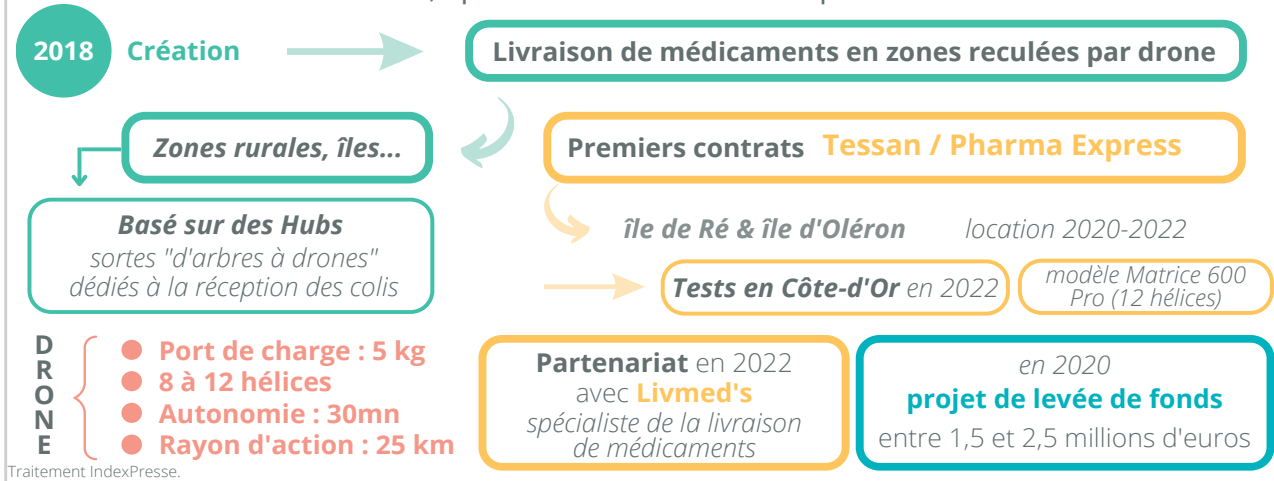 2018
Création
Livraison de médicaments en zones reculées par drone
Zones rurales, îles...
Premiers contrats Tessan / Pharma Express
Basé sur des Hubs
sortes "d'arbres à drones"
dédiés à la réception des colis
île de Ré & île d'Oléron
location 2020-2022
Tests en Côte-d'Or en 2022
modèle Matrice 600
Pro (12 hélices)
DRONE
Port de charge : 5 kg
8 à 12 hélices
Autonomie : 30mn
Rayon d'action : 25 km
Partenariat en 2022
avec Livmed's
spécialiste de la livraison
de médicaments
en 2020
projet de levée de fonds
entre 1,5 et 2,5 millions d'euros
Traitement IndexPresse.